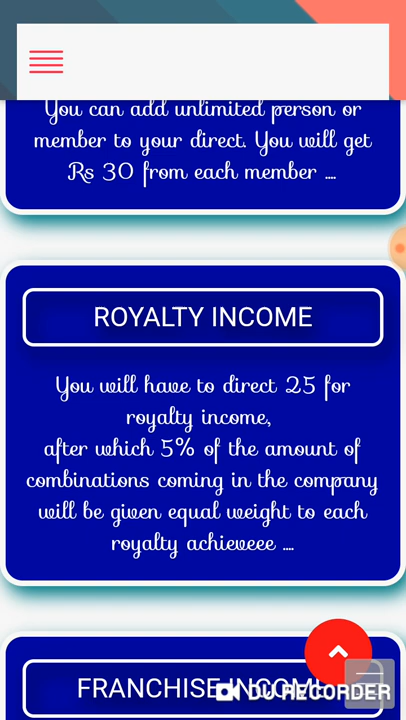 You can add unlimited person or
member to your direct. You will get
Rs 30 from each member ....
ROYALTY INCOME
You will have to direct 25 for
royalty income,
after which 5% of the amount of
combinations coming in the company
will be given equal weight to each
royalty achieveee ....
FRANCHISE INCOME
DU RECORDER